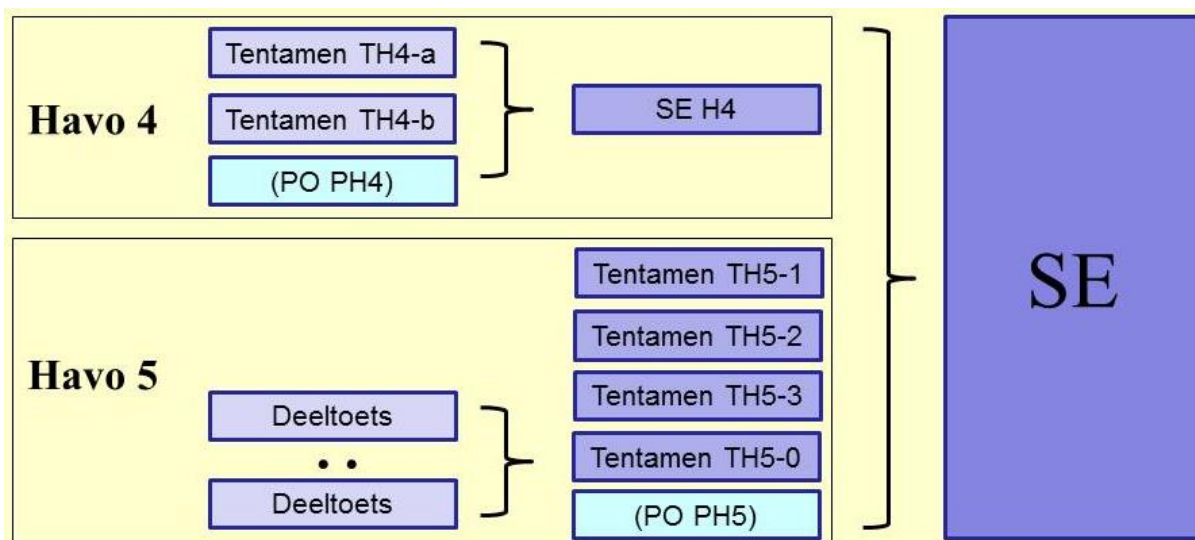 Havo 4
Tentamen TH4-a
Tentamen TH4-b
(PO PH4)
SE H4
Havo 5
Deeltoets
. .
Deeltoets
Tentamen TH5-1
Tentamen TH5-2
Tentamen TH5-3
Tentamen TH5-0
(PO PH5)
SE